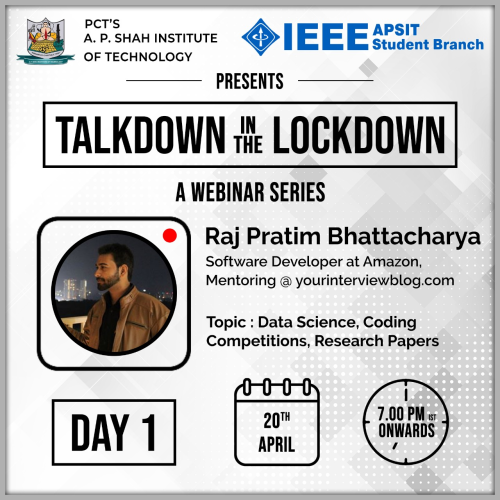 PCT'S
A. P. SHAH INSTITUTE
OF TECHNOLOGY
IEEE APSIT
Student Branch
PRESENTS
TALKDOWN IN THE LOCKDOWN
A WEBINAR SERIES
Raj Pratim Bhattacharya
Software Developer at Amazon,
Mentoring @ yourinterviewblog.com
Topic : Data Science, Coding
Competitions, Research Papers
DAY 1
20TH
APRIL
7.00 PM IST
ONWARDS